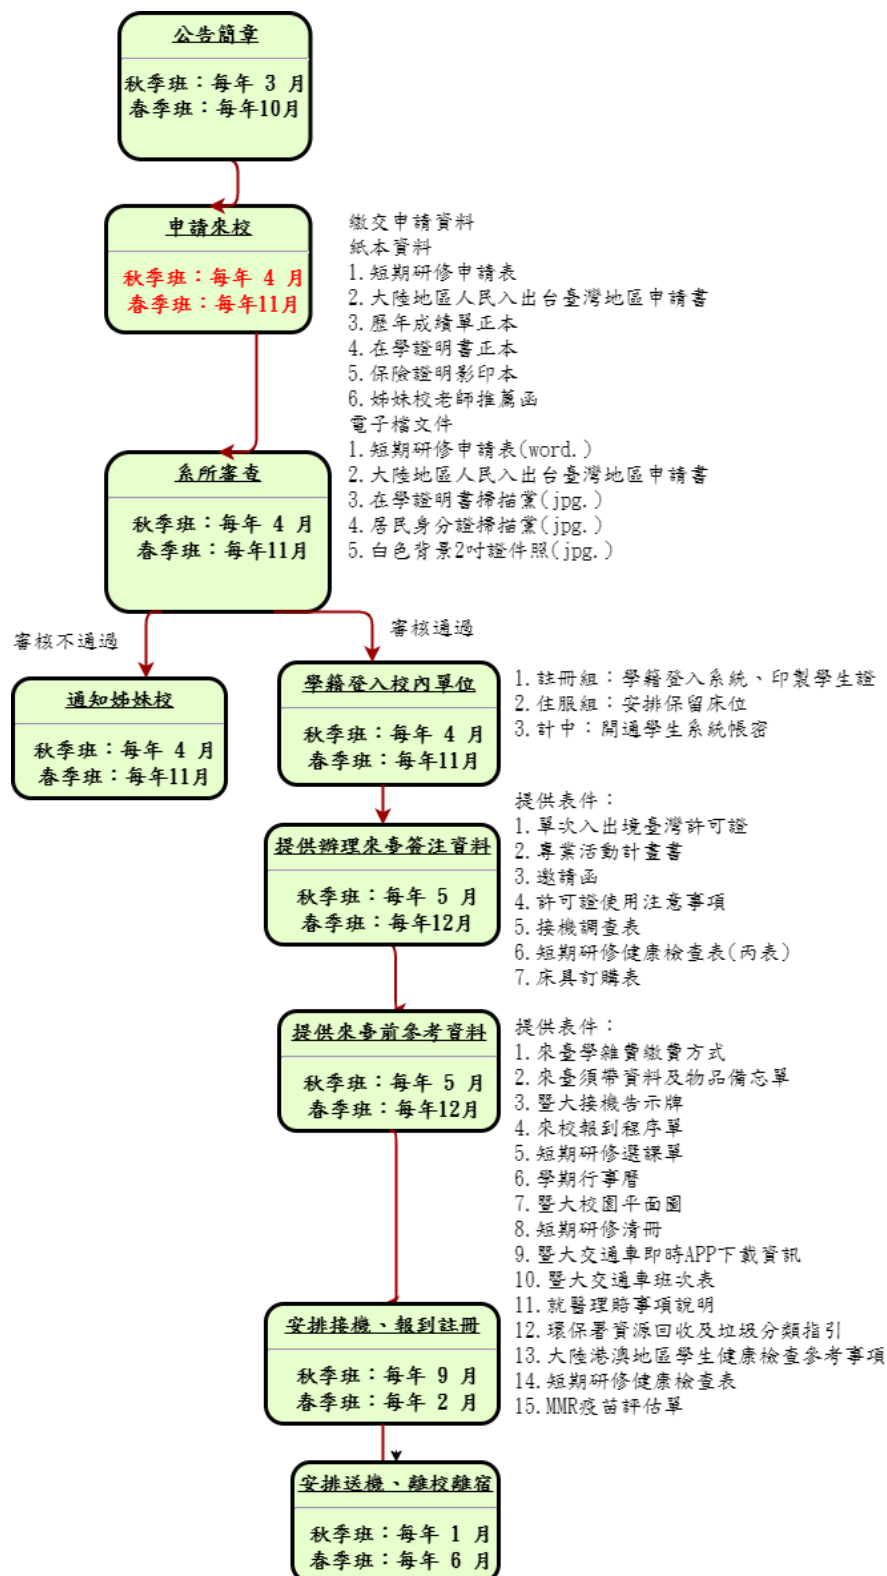 公告簡章
秋季班：每年 3 月
春季班：每年10月
申請來校
秋季班：每年 4 月
春季班：每年11月
繳交申請資料
紙本資料
1.短期研修申請表
2.大陸地區人民入出台臺灣地區申請書
3.歷年成績單正本
4.在學證明書正本
5.保險證明影印本
6.姊妹校老師推薦函
電子檔文件
1.短期研修申請表(word.)
2.大陸地區人民入出台臺灣地區申請書
3.在學證明書掃描黨(jpg.)
4.居民身分證掃描黨(jpg.)
5.白色背景2吋證件照(jpg.)
系所審查
秋季班：每年 4 月
春季班：每年11月
審核不通過
審核通過
通知姊妹校
秋季班：每年 4 月
春季班：每年11月
學籍登入校內單位
秋季班：每年 4 月
春季班：每年11月
1.註冊組：學籍登入系統、印製學生證
2.住服組：安排保留床位
3.計中：開通學生系統帳密
提供辦理來臺簽注資料
秋季班：每年 5 月
春季班：每年12月
提供表件：
1.單次入出境臺灣許可證
2.專業活動計畫書
3.邀請函
4.許可證使用注意事項
5.接機調查表
6.短期研修健康檢查表(丙表)
7.床具訂購表
提供來臺前參考資料
秋季班：每年 5 月
春季班：每年12月
提供表件：
1.來臺學雜費繳費方式
2.來臺須帶資料及物品備忘單
3.暨大接機告示牌
4.來校報到程序單
5.短期研修選課單
6.學期行事曆
7.暨大校園平面圖
8.短期研修清冊
9.暨大交通車即時APP下載資訊
10.暨大交通車班次表
11.就醫理賠事項說明
12.環保署資源回收及垃圾分類指引
13.大陸港澳地區學生健康檢查參考事項
14.短期研修健康檢查表
15.MMR疫苗評估單
安排接機、報到註冊
秋季班：每年 9 月
春季班：每年 2 月
安排送機、離校離宿
秋季班：每年 1 月
春季班：每年 6 月